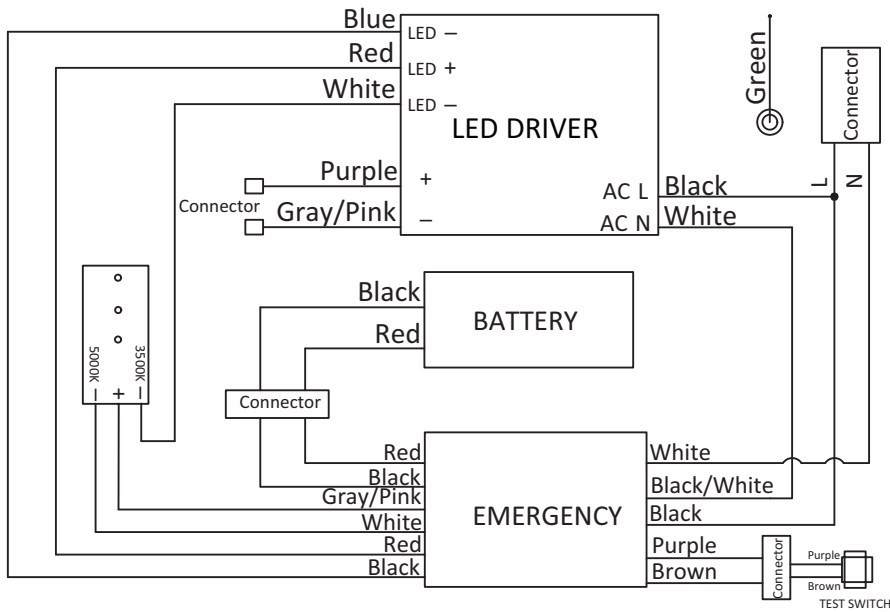 Blue
LED −
Red
LED +
White
LED −
LED DRIVER
Purple
+
Connector
Gray/Pink
−
AC L
Black
AC N
White
Green
Connector
L
N
Black
Red
BATTERY
Connector
5000K −
+
3500K −
Red
Black
Gray/Pink
White
Red
Black
EMERGENCY
White
Black/White
Black
Purple
Brown
Connector
Purple
Brown
TEST SWITCH